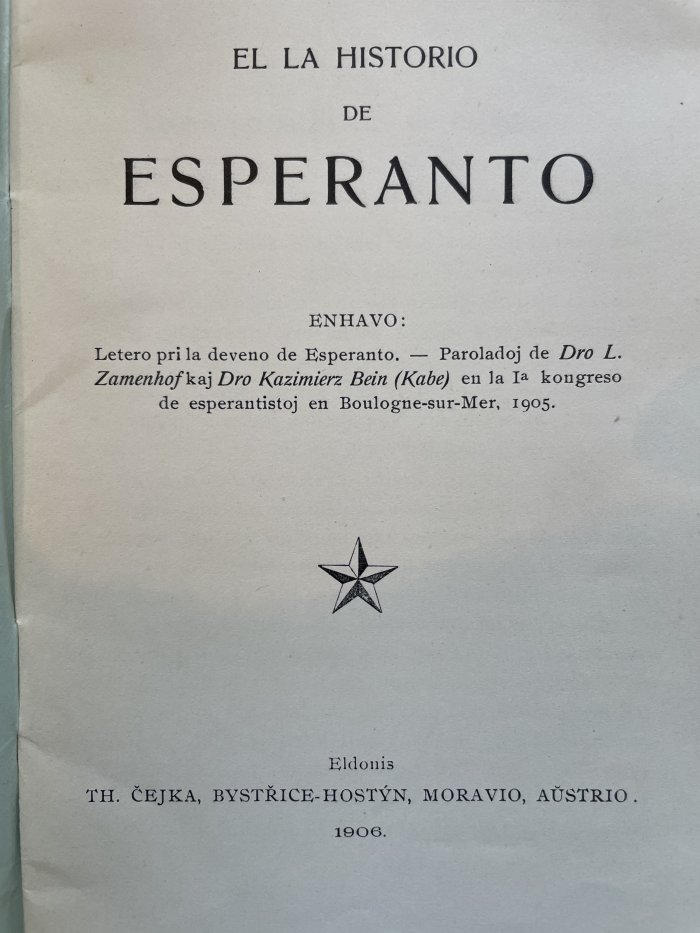 EL LA HISTORIO
DE
ESPERANTO
ENHAVO:
Letero pri la deveno de Esperanto. — Paroladoj de Dro L.
Zamenhof kaj Dro Kazimierz Bein (Kabe) en la Ia kongreso
de esperantistoj en Boulogne-sur-Mer, 1905.
Eldonis
TH. ČEJKA, BYSTŘICE-HOSTÝN, MORAVIO, AŬSTRIO.
1906.